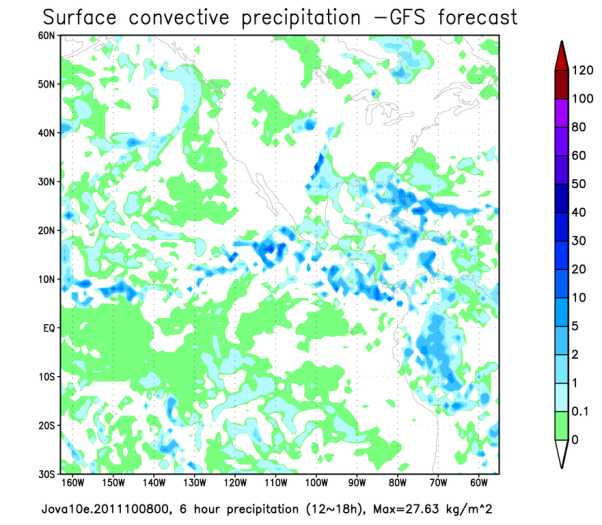 Surface convective precipitation -GFS forecast
60N
50N
40N
30N
20N
10N
EQ
10S
20S
30S
160W 150W 140W 130W 120W 110W 100W 90W 80W 70W 60W
120
100
80
60
50
40
30
20
10
5
2
1
0.1
0
Jova10e.2011100800, 6 hour precipitation (12~18h), Max=27.63 kg/m^2